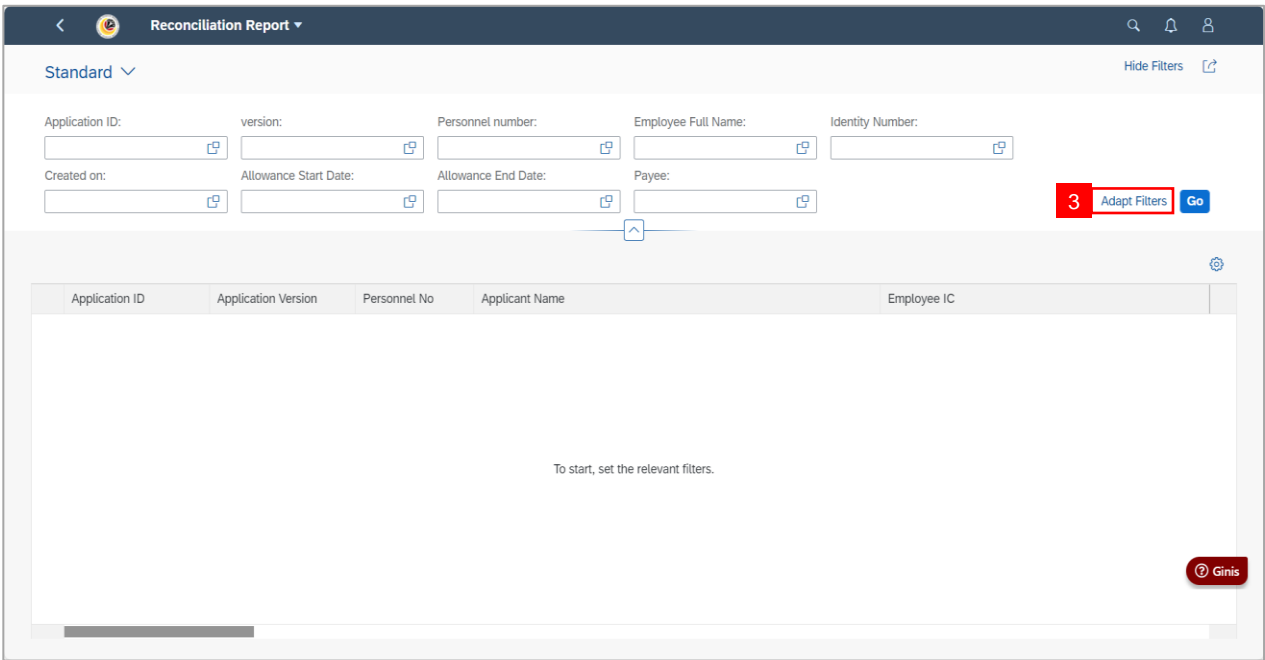 Reconciliation Report
Standard
Hide Filters
Application ID: version: Personnel number: Employee Full Name: Identity Number:
Created on: Allowance Start Date: Allowance End Date: Payee:
3 Adapt Filters Go
Application ID Application Version Personnel No Applicant Name Employee IC
To start, set the relevant filters.
Ginis